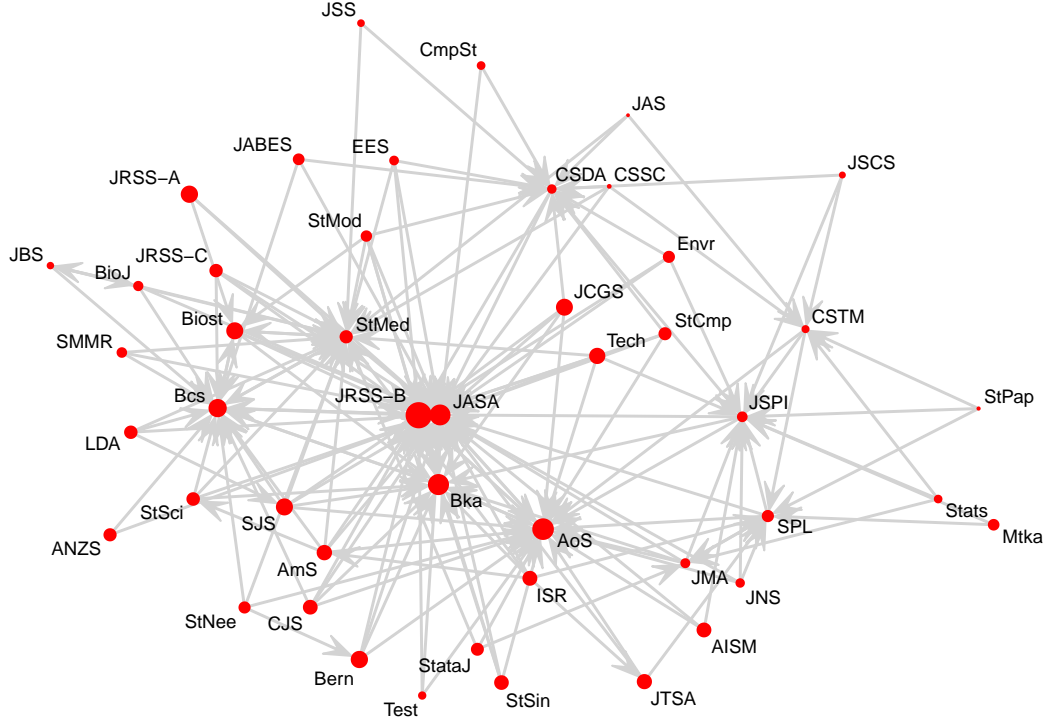 JSS
CmpSt
JAS
JABES
EES
JSCS
CSDA
CSSC
JRSS−A
StMod
Envr
JBS
JRSS−C
BioJ
JCGS
Biost
StMed
StCmp
CSTM
Tech
SMMR
Bcs
JRSS−B
JASA
JSPI
StPap
LDA
Bka
StSci
SJS
Stats
SPL
Mtka
ANZS
AoS
AmS
JMA
JNS
ISR
StNee
CJS
AISM
Bern
StataJ
Test
StSin
JTSA